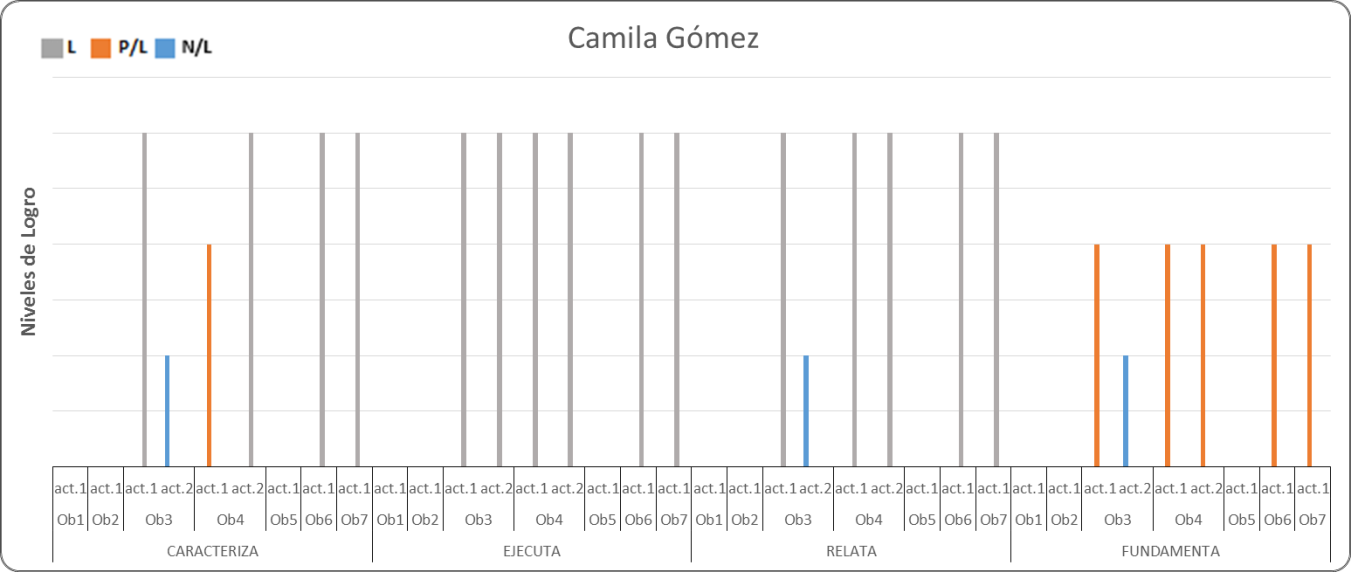 Camila Gómez
L P/L N/L
Niveles de Logro
act.1 act.1 act.1 act.2 act.1 act.2 act.1 act.1 act.1 act.1 act.1 act.1 act.2 act.1 act.2 act.1 act.1 act.1 act.1 act.1 act.1 act.2 act.1 act.2 act.1 act.1 act.1 act.1 act.1 act.1 act.2 act.1 act.2 act.1 act.1 act.1
Ob1 Ob2 Ob3 Ob4 Ob5 Ob6 Ob7 Ob1 Ob2 Ob3 Ob4 Ob5 Ob6 Ob7 Ob1 Ob2 Ob3 Ob4 Ob5 Ob6 Ob7 Ob1 Ob2 Ob3 Ob4 Ob5 Ob6 Ob7
CARACTERIZA EJECUTA RELATA FUNDAMENTA